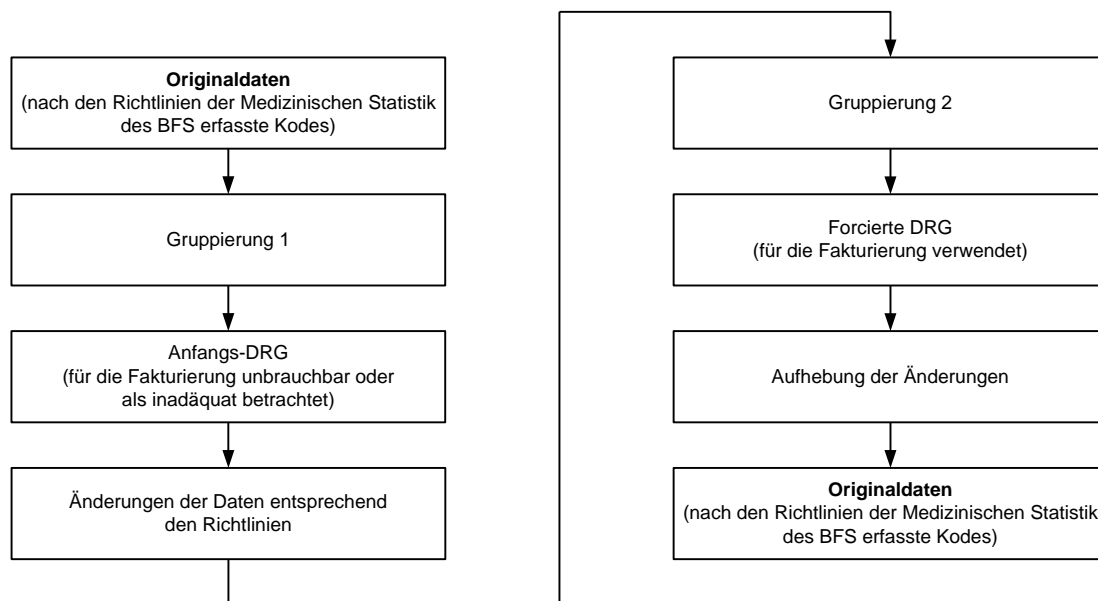 Originaldaten
(nach den Richtlinien der Medizinischen Statistik
des BFS erfasste Kodes)
Gruppierung 1
Anfangs-DRG
(für die Fakturierung unbrauchbar oder
als inadäquat betrachtet)
Änderungen der Daten entsprechend
den Richtlinien
Gruppierung 2
Forcierte DRG
(für die Fakturierung verwendet)
Aufhebung der Änderungen
Originaldaten
(nach den Richtlinien der Medizinischen Statistik
des BFS erfasste Kodes)